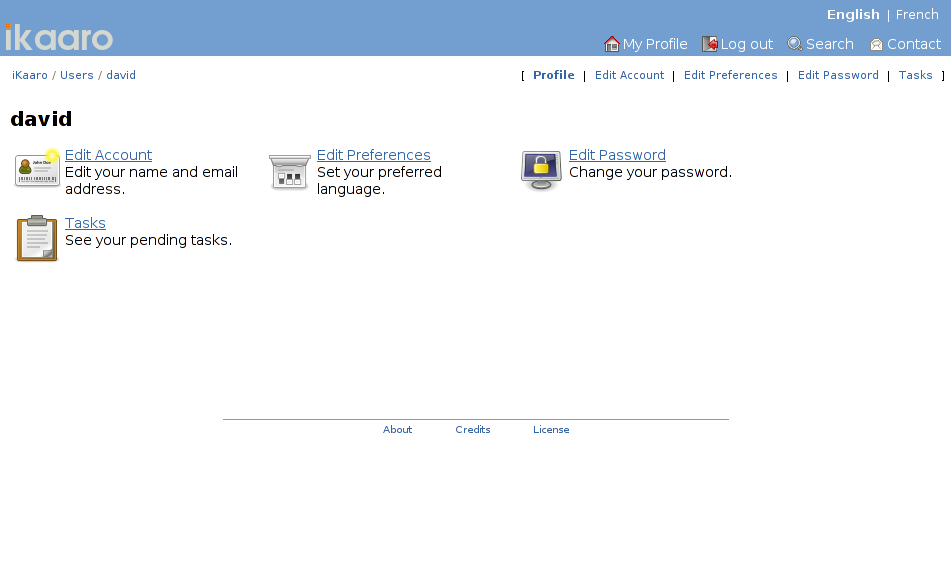 English | French
ikaaro
My Profile Log out Search Contact
iKaaro / Users / david
[ Profile | Edit Account | Edit Preferences | Edit Password | Tasks ]
david
John Doe
Edit Account
Edit your name and email
address.
Edit Preferences
Set your preferred
language.
Edit Password
Change your password.
Tasks
See your pending tasks.
About Credits License